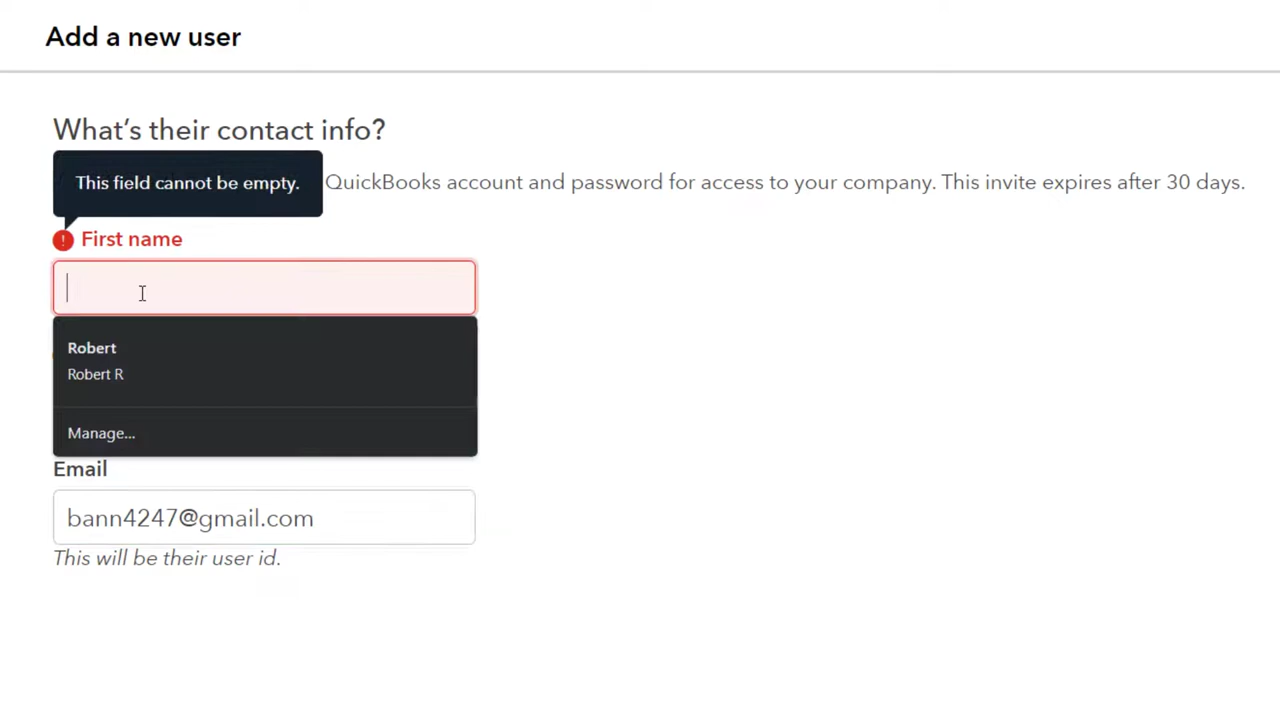 Add a new user
What's their contact info?
This field cannot be empty.
QuickBooks account and password for access to your company. This invite expires after 30 days.
! First name
Robert
Robert R
Manage...
Email
bann4247@gmail.com
This will be their user id.